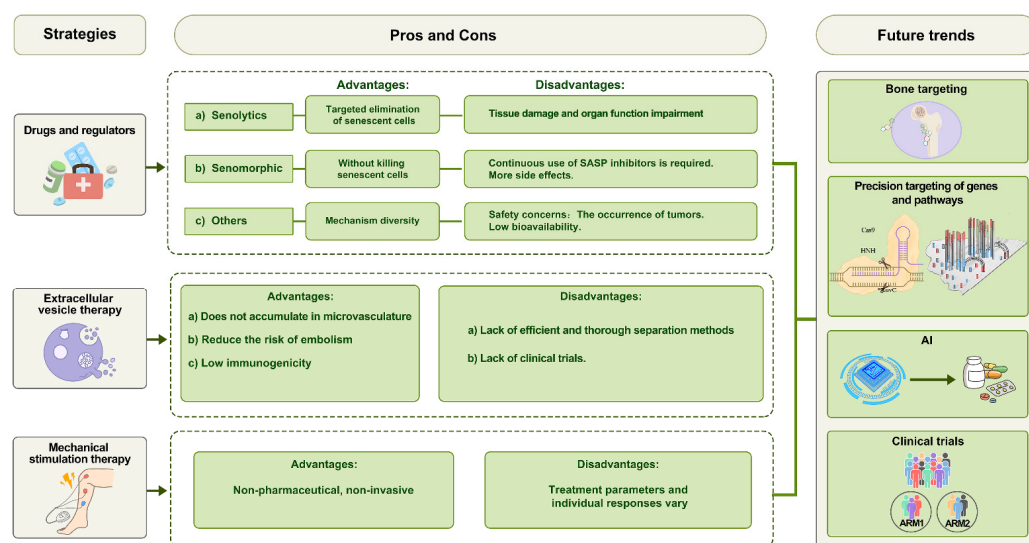 Strategies
Pros and Cons
Future trends
Drugs and regulators
Advantages:
Disadvantages:
a) Senolytics
Targeted elimination
of senescent cells
Tissue damage and organ function impairment
b) Senomorphic
Without killing
senescent cells
Continuous use of SASP inhibitors is required.
More side effects.
c) Others
Mechanism diversity
Safety concerns：The occurrence of tumors.
Low bioavailability.
Extracellular
vesicle therapy
Advantages:
a) Does not accumulate in microvasculature
b) Reduce the risk of embolism
c) Low immunogenicity
Disadvantages:
a) Lack of efficient and thorough separation methods
b) Lack of clinical trials.
Mechanical
stimulation therapy
Advantages:
Non-pharmaceutical, non-invasive
Disadvantages:
Treatment parameters and
individual responses vary
Bone targeting
Precision targeting of genes
and pathways
Cas9
HNH
AI
Clinical trials
ARM1
ARM2